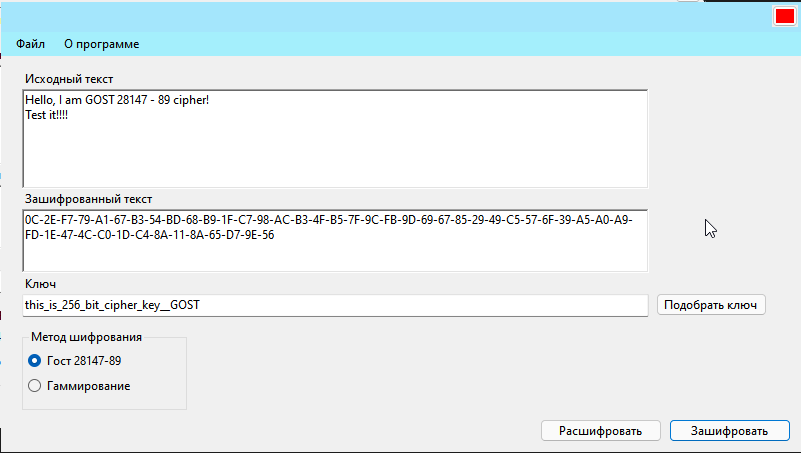 Файл О программе
Исходный текст
Hello, I am GOST 28147 - 89 cipher!
Test it!!!!
Зашифрованный текст
0C-2E-F7-79-A1-67-B3-54-BD-68-B9-1F-C7-98-AC-B3-4F-B5-7F-9C-FB-9D-69-67-85-29-49-C5-57-6F-39-A5-A0-A9-
FD-1E-47-4C-C0-1D-C4-8A-11-8A-65-D7-9E-56
Ключ
this_is_256_bit_cipher_key__GOST
Подобрать ключ
Метод шифрования
Гост 28147-89
Гаммирование
Расшифровать Зашифровать